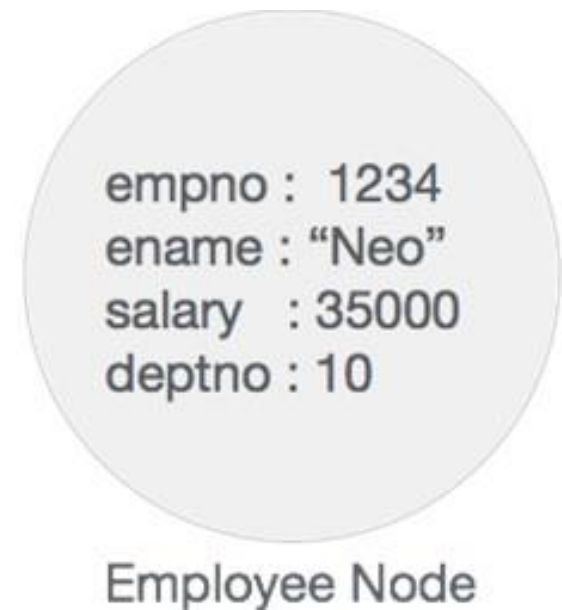 empno :  1234
ename : “Neo”
salary   : 35000
deptno : 10
Employee Node